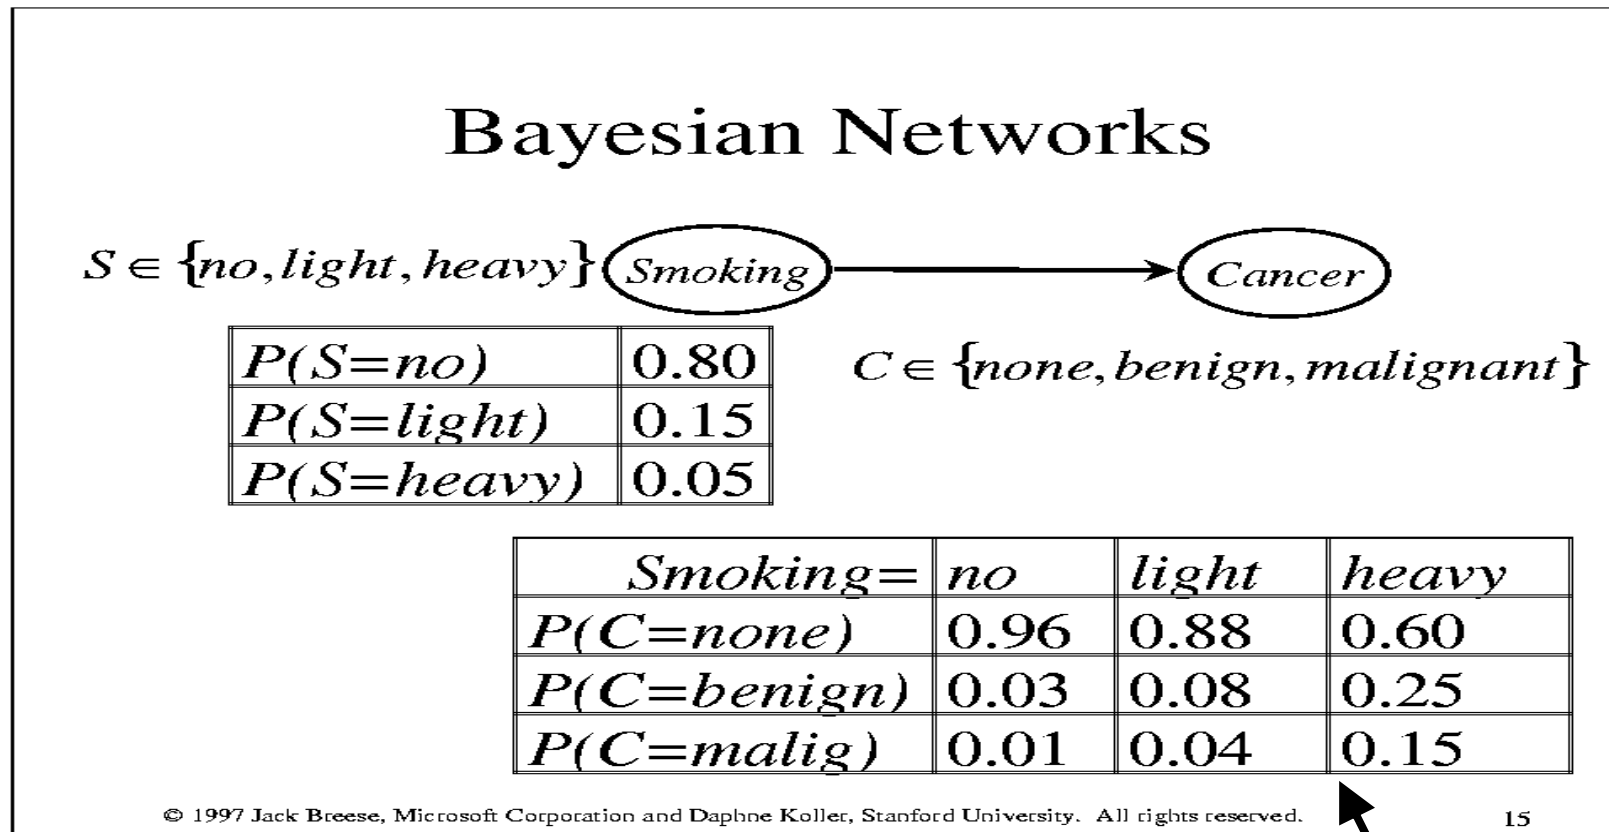 Bayesian Networks
S ∈ {no, light, heavy} Smoking Cancer
P(S=no) 0.80
C ∈ {none, benign, malignant}
P(S=light) 0.15
P(S=heavy) 0.05
Smoking= no light heavy
P(C=none) 0.96 0.88 0.60
P(C=benign) 0.03 0.08 0.25
P(C=malig) 0.01 0.04 0.15
© 1997 Jack Breese, Microsoft Corporation and Daphne Koller, Stanford University. All rights reserved. 15